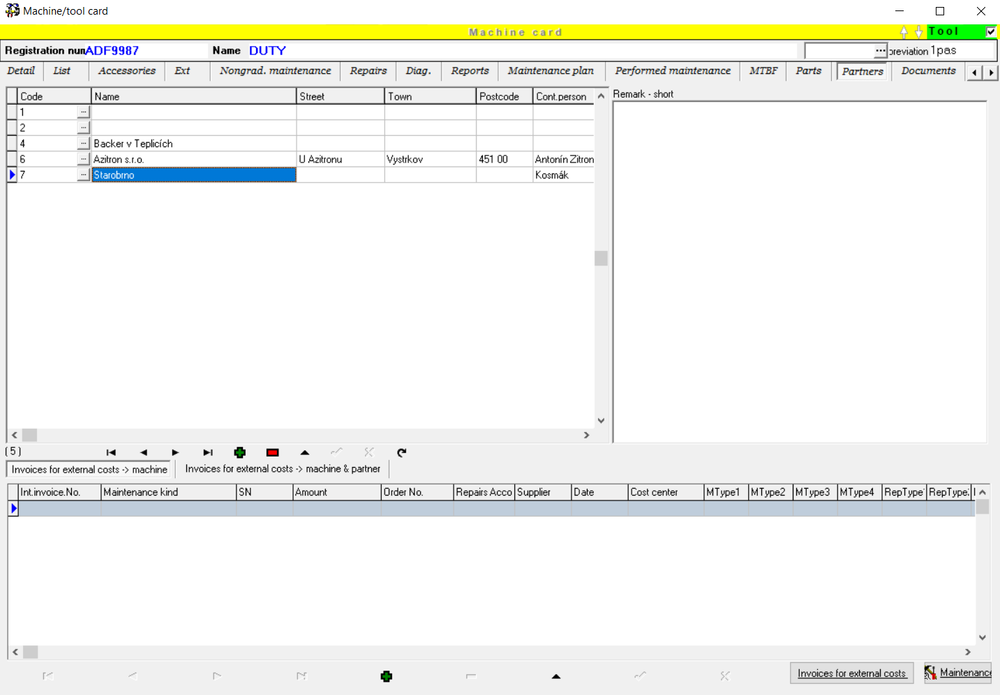 Machine/tool card
Machine card Tool
Registration num ADF9987 Name DUTY ... breviation 1pas
Detail List Accessories Ext Nongrad. maintenance Repairs Diag. Reports Maintenance plan Performed maintenance MTBF Parts Partners Documents
Code Name Street Town Postcode Cont.person
1 ...
2 ...
4 ... Backer v Teplicích
6 ... Azitron s.r.o. U Azitronu Vystrkov 451 00 Antonín Zitron
7 ... Starobrno Kosmák
Remark - short
(5)
Invoices for external costs -> machine Invoices for external costs -> machine & partner
Int.invoice.No. Maintenance kind SN Amount Order No. Repairs Acco Supplier Date Cost center MType1 MType2 MType3 MType4 RepType RepType
Invoices for external costs Maintenance